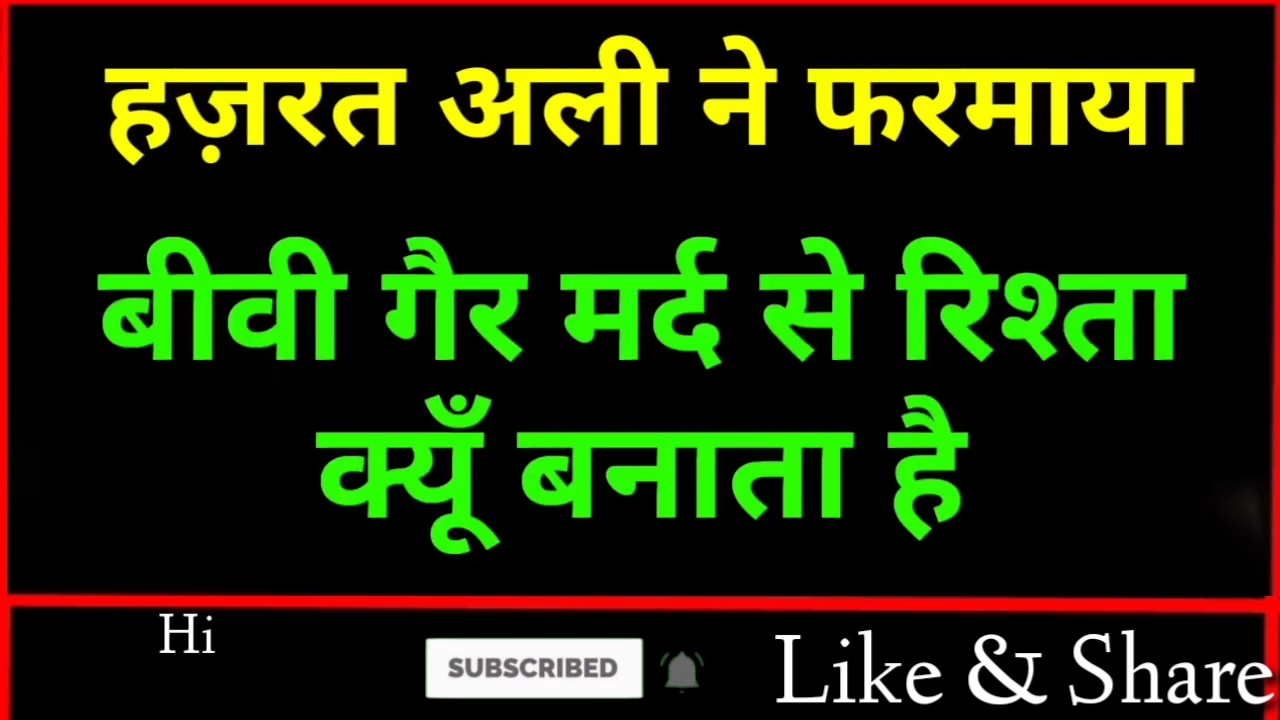 हज़रत अली ने फरमाया
बीवी गैर मर्द से रिश्ता
क्यूँ बनाता है
Hi
SUBSCRIBED
Like & Share